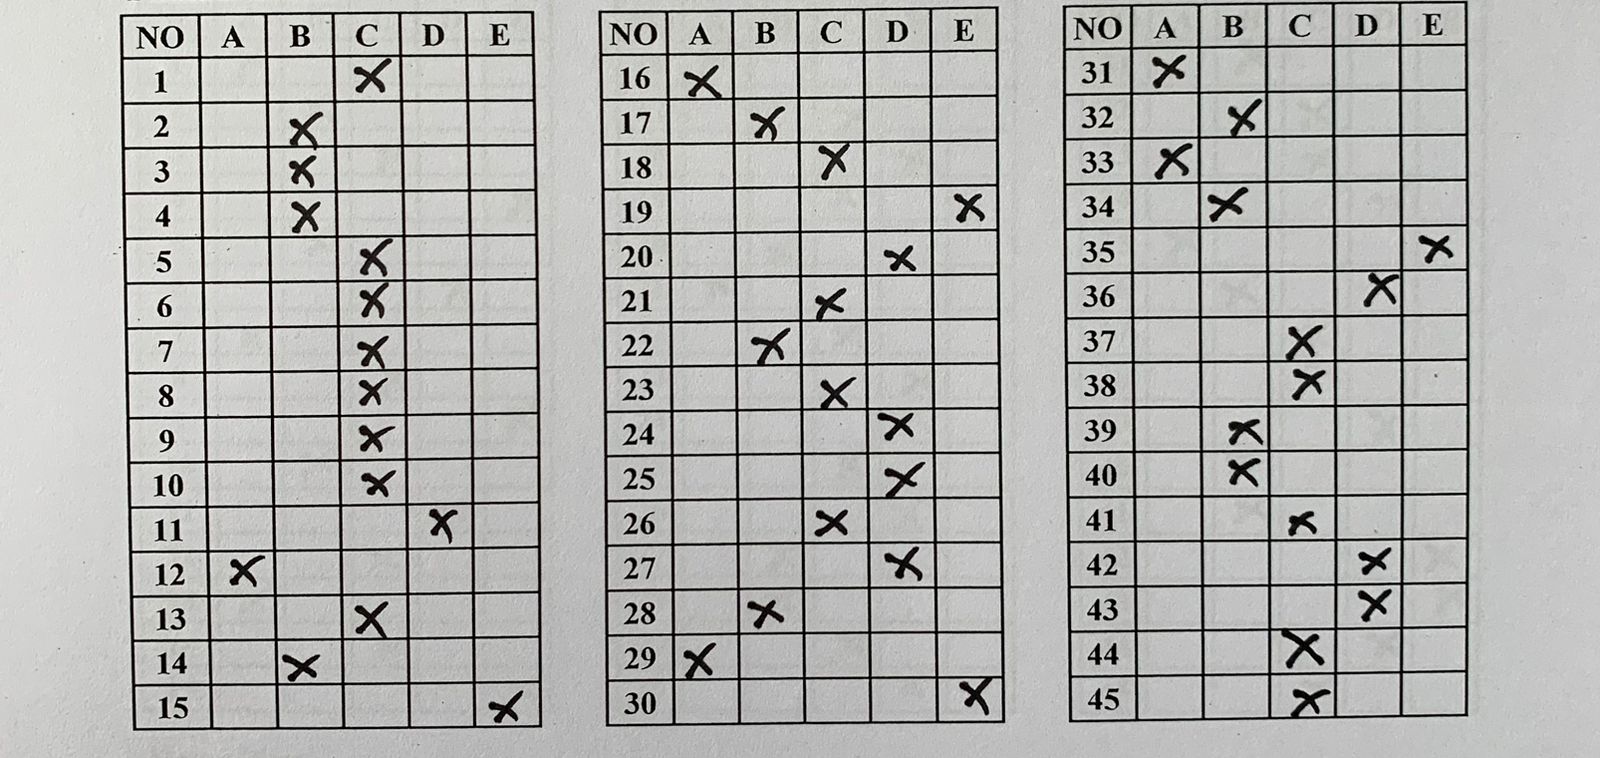 NO A B C D E
1 X
2 X
3 X
4 X
5 X
6 X
7 X
8 X
9 X
10 X
11 X
12 X
13 X
14 X
15 X
NO A B C D E
16 X
17 X
18 X
19 X
20 X
21 X
22 X
23 X
24 X
25 X
26 X
27 X
28 X
29 X
30 X
NO A B C D E
31 X
32 X
33 X
34 X
35 X
36 X
37 X
38 X
39 X
40 X
41 X
42 X
43 X
44 X
45 X